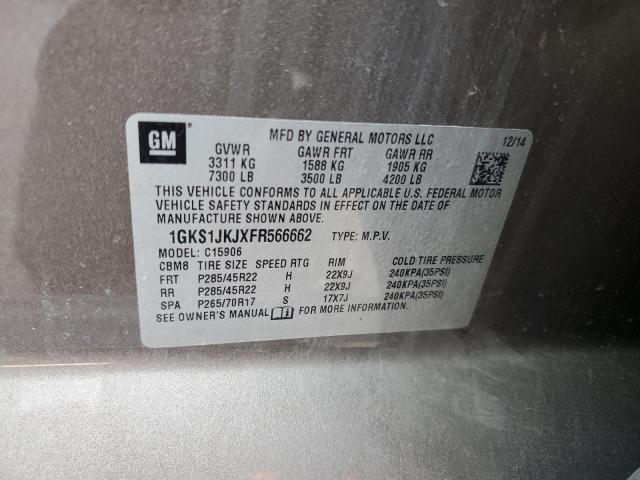 GM
MFD BY GENERAL MOTORS LLC 12/14
GVWR GAWR FRT GAWR RR
3311 KG 1588 KG 1905 KG
7300 LB 3500 LB 4200 LB
THIS VEHICLE CONFORMS TO ALL APPLICABLE U.S. FEDERAL MOTOR
VEHICLE SAFETY STANDARDS IN EFFECT ON THE DATE OF
MANUFACTURE SHOWN ABOVE.
1GKS1JKJXFR566662 TYPE: M.P.V.
MODEL: C15906
CBM8 TIRE SIZE SPEED RTG RIM COLD TIRE PRESSURE
FRT P285/45R22 H 22X9J 240KPA(35PSI)
RR P285/45R22 H 22X9J 240KPA(35PSI)
SPA P265/70R17 S 17X7J 240KPA(35PSI)
SEE OWNER'S MANUAL FOR MORE INFORMATION.